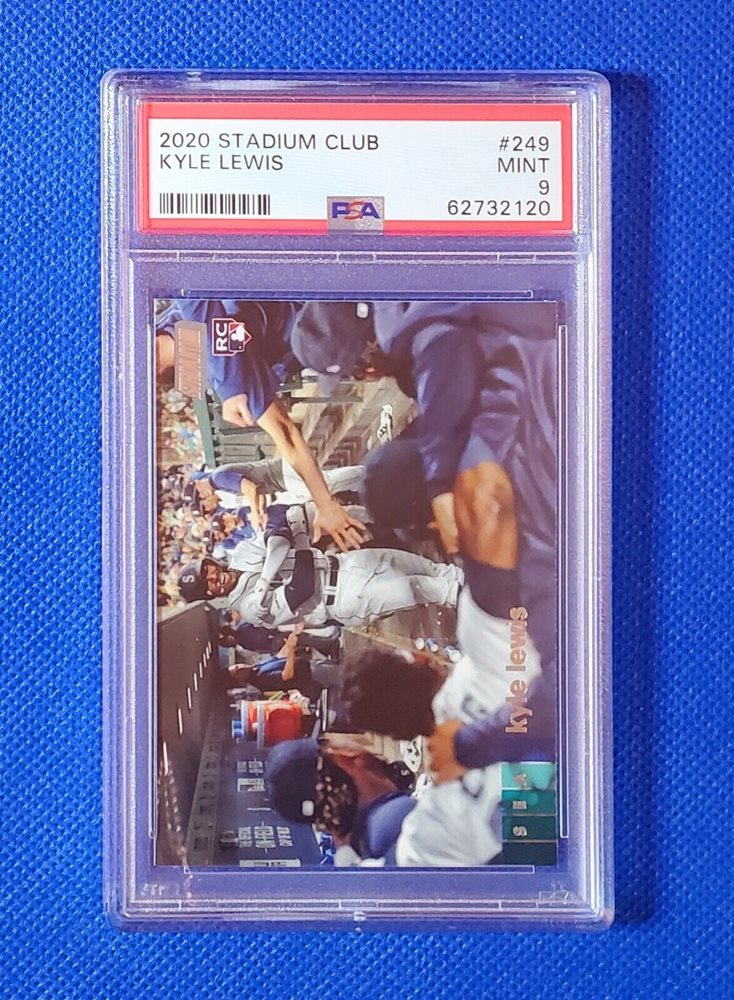 2020 STADIUM CLUB #249
KYLE LEWIS MINT
9
PSA 62732120
RC
S
kyle lewis
SEA